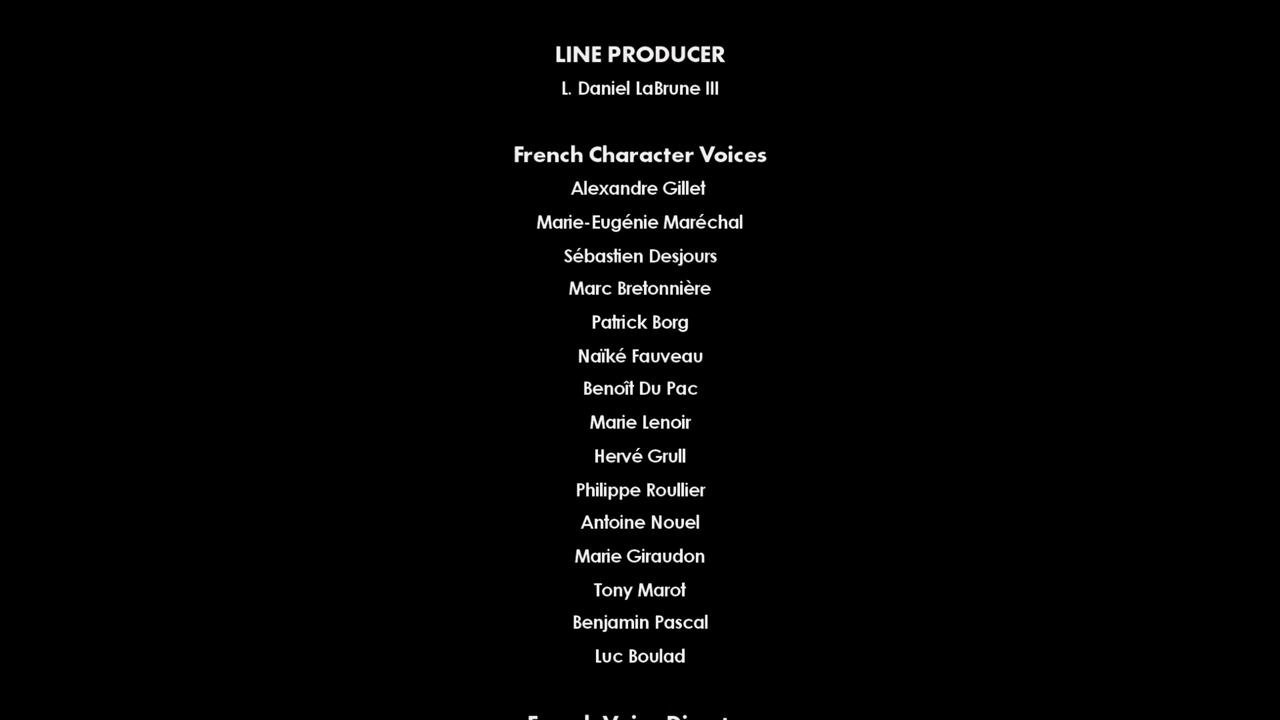 LINE PRODUCER
L. Daniel LaBrune III
French Character Voices
Alexandre Gillet
Marie-Eugénie Maréchal
Sébastien Desjours
Marc Bretonnière
Patrick Borg
Naïké Fauveau
Benoît Du Pac
Marie Lenoir
Hervé Grull
Philippe Roullier
Antoine Nouel
Marie Giraudon
Tony Marot
Benjamin Pascal
Luc Boulad